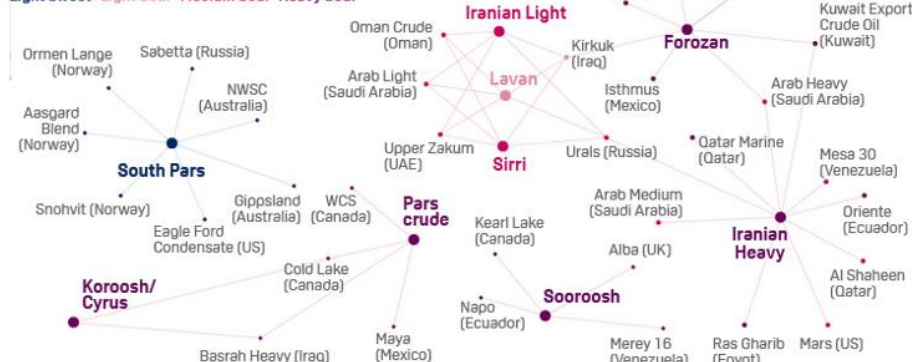 Iranian Light
Kuwait Export
Crude Oil
(Kuwait)
Oman Crude
(Oman)
Forozan
Kirkuk
(Iraq)
Ormen Lange
(Norway)
Sabetta (Russia)
Arab Light
(Saudi Arabia)
Lavan
Isthmus
(Mexico)
Arab Heavy
(Saudi Arabia)
NWSC
(Australia)
Aasgard
Blend
(Norway)
Upper Zakum
(UAE)
Sirri
Urals (Russia)
Qatar Marine
(Qatar)
Mesa 30
(Venezuela)
South Pars
Snohvit (Norway)
Gippsland
(Australia)
WCS
(Canada)
Pars
crude
Arab Medium
(Saudi Arabia)
Oriente
(Ecuador)
Eagle Ford
Condensate (US)
Kearl Lake
(Canada)
Iranian
Heavy
Alba (UK)
Cold Lake
(Canada)
Al Shaheen
(Qatar)
Koroosh/
Cyrus
Napo
(Ecuador)
Sooroosh
Basrah Heavy (Iraq)
Maya
(Mexico)
Merey 16
(Venezuela)
Ras Gharib
(Egypt)
Mars (US)